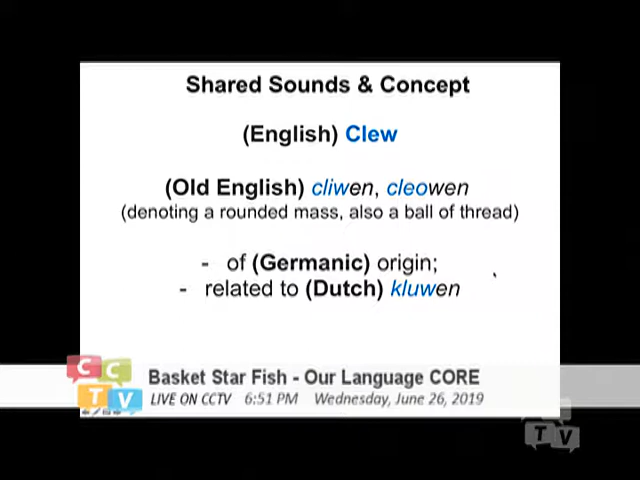 Shared Sounds & Concept
(English) Clew
(Old English) cliwen, cleowen
(denoting a rounded mass, also a ball of thread)
- of (Germanic) origin;
- related to (Dutch) kluwen
CCTV
Basket Star Fish - Our Language CORE
LIVE ON CCTV 6:51 PM Wednesday, June 26, 2019
TV